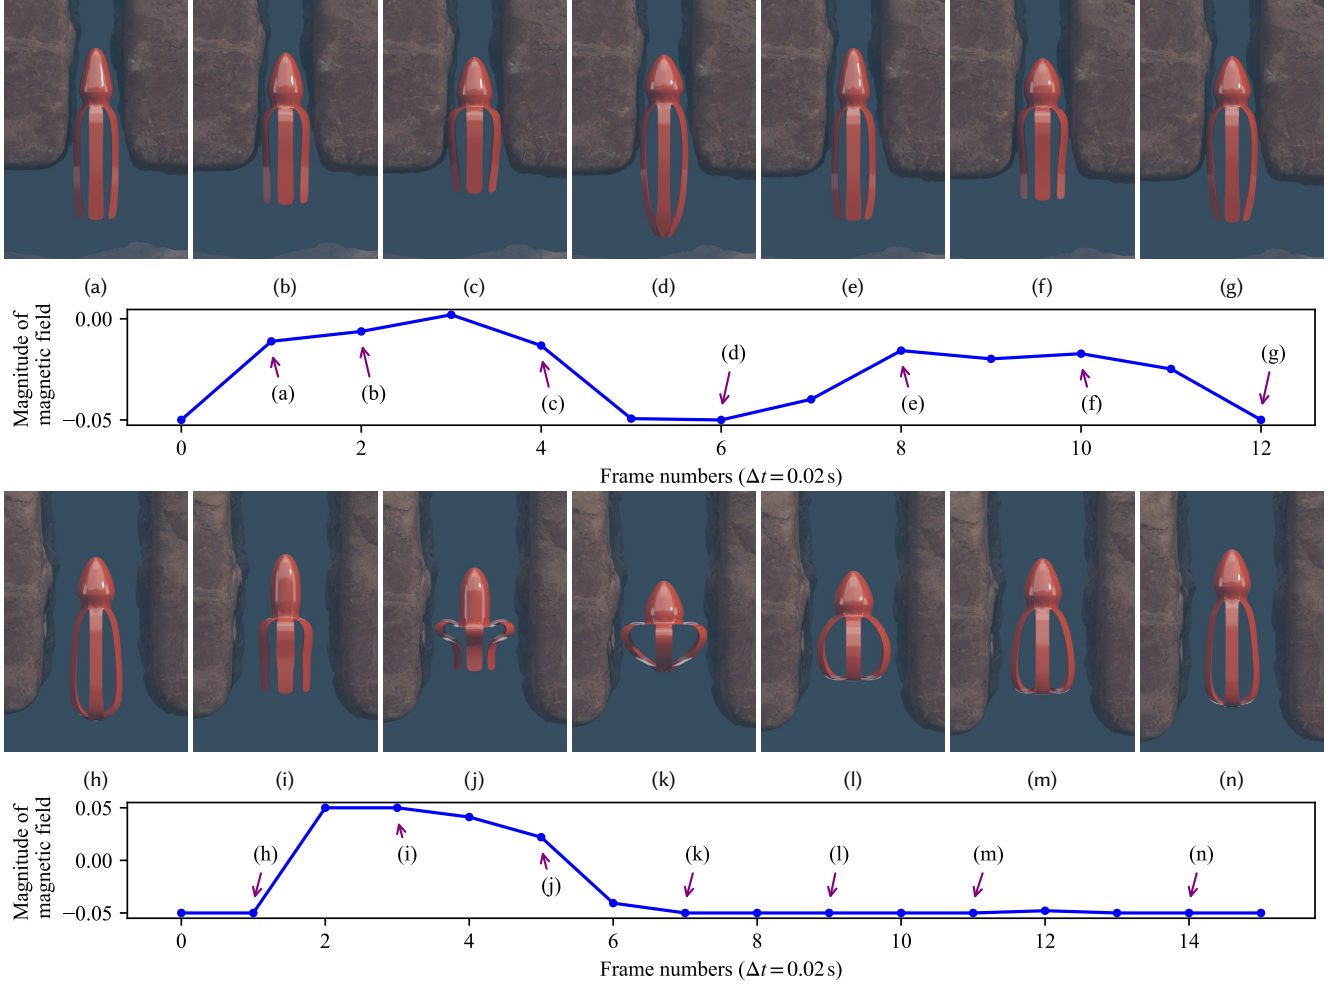 (a) (b) (c) (d) (e) (f) (g)
Magnitude of
magnetic field
0.00
−0.05
(a) (b) (c) (d) (e) (f) (g)
0 2 4 6 8 10 12
Frame numbers (Δt = 0.02 s)
(h) (i) (j) (k) (l) (m) (n)
Magnitude of
magnetic field
0.05
0.00
−0.05
(h) (i) (j) (k) (l) (m) (n)
0 2 4 6 8 10 12 14
Frame numbers (Δt = 0.02 s)